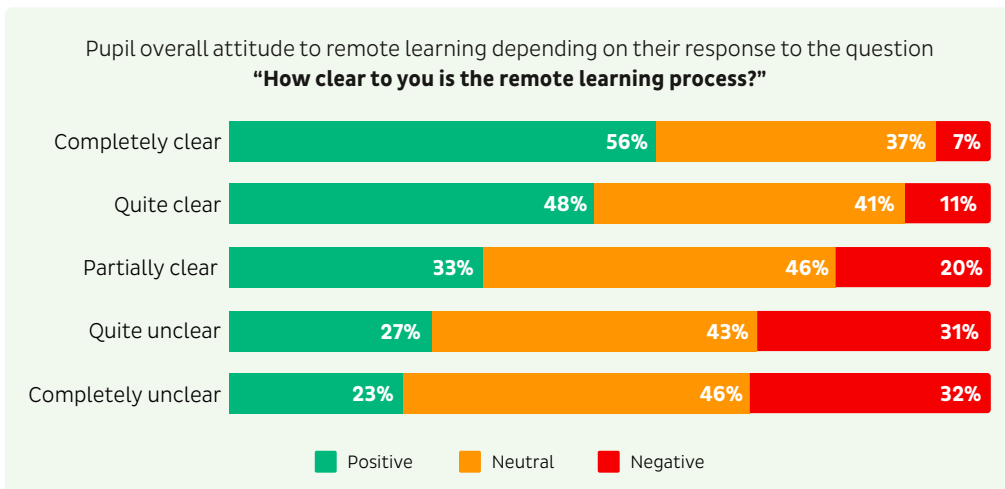 Pupil overall attitude to remote learning depending on their response to the question
“How clear to you is the remote learning process?”
Completely clear 56% 37% 7%
Quite clear 48% 41% 11%
Partially clear 33% 46% 20%
Quite unclear 27% 43% 31%
Completely unclear 23% 46% 32%
Positive Neutral Negative